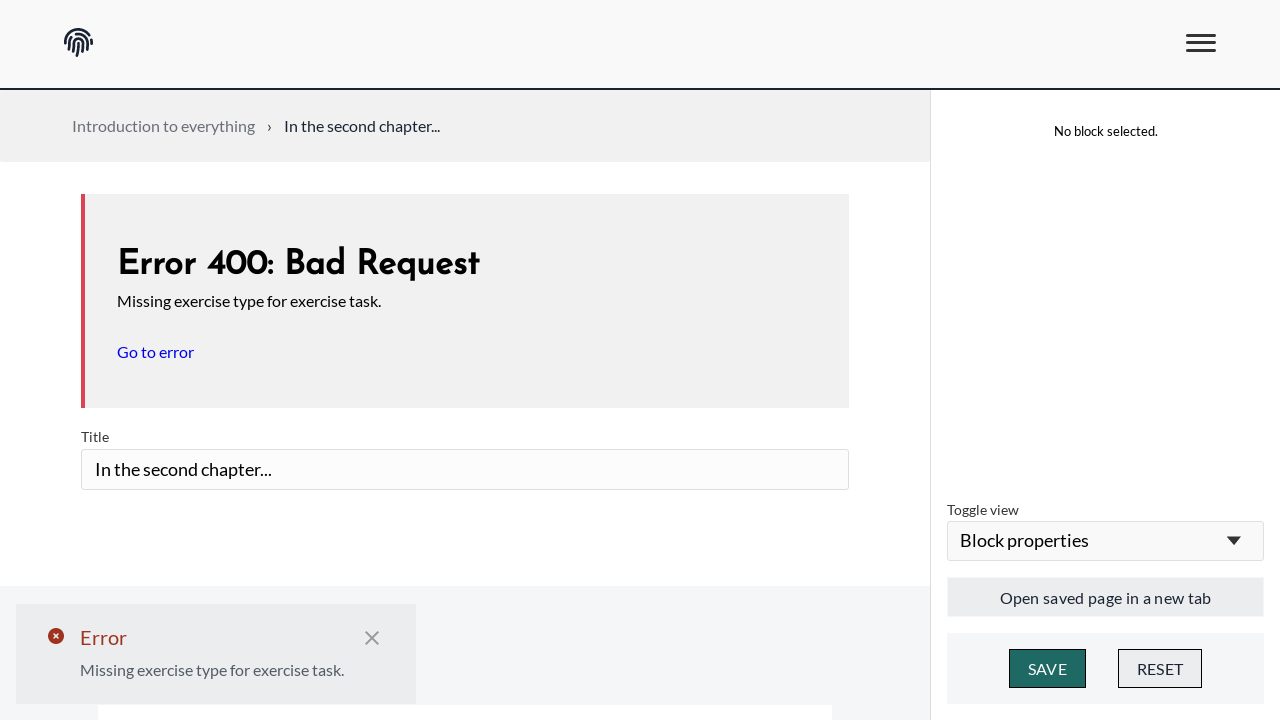 Introduction to everything › In the second chapter...
No block selected.
Error 400: Bad Request
Missing exercise type for exercise task.
Go to error
Title
In the second chapter...
Toggle view
Block properties
Open saved page in a new tab
SAVE
RESET
Error
Missing exercise type for exercise task.